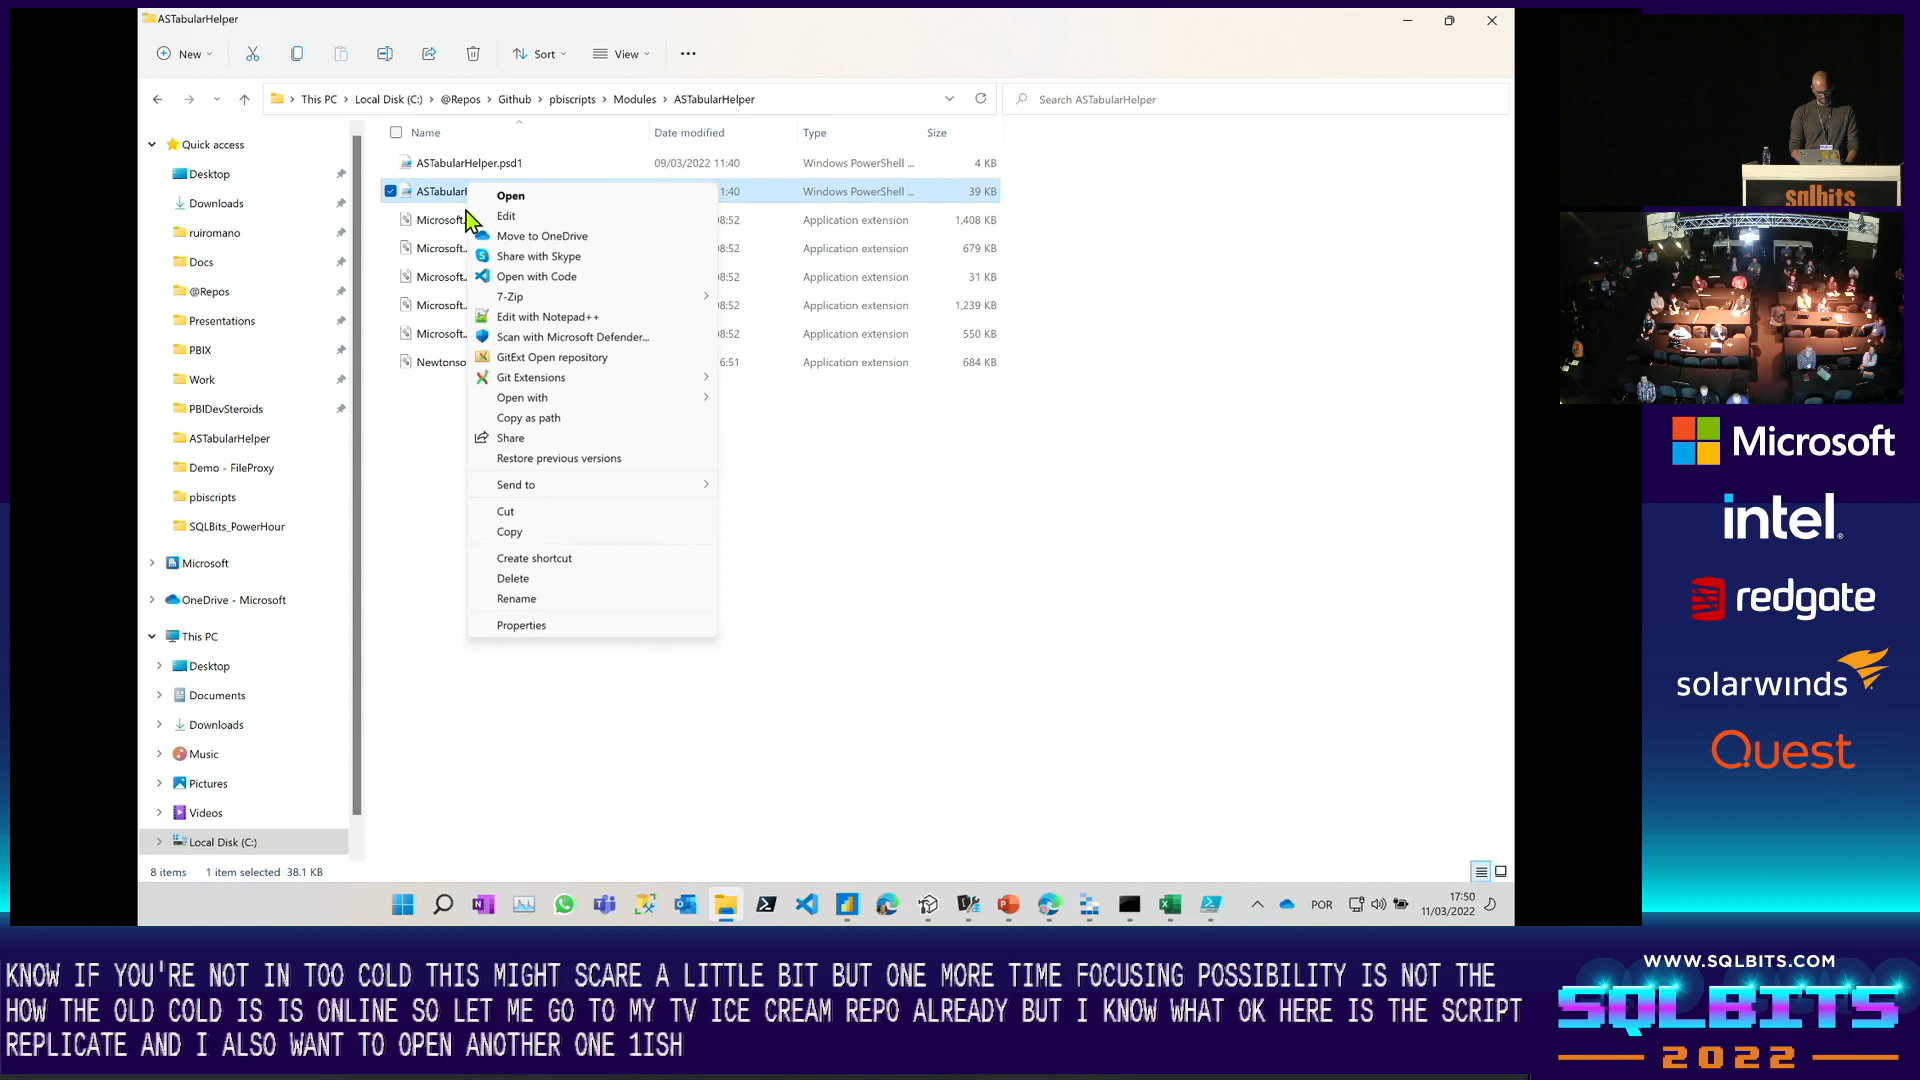 ASTabularHelper
New
Sort
View
This PC
Local Disk (C:)
@Repos
Github
pbiscripts
Modules
ASTabularHelper
Search ASTabularHelper
Name
Date modified
Type
Size
ASTabularHelper.psd1
09/03/2022 11:40
Windows PowerShell ...
4 KB
ASTabularH
1:40
Windows PowerShell ...
39 KB
Microsoft.
08:52
Application extension
1,408 KB
Microsoft.
08:52
Application extension
679 KB
Microsoft.
08:52
Application extension
31 KB
Microsoft.
08:52
Application extension
1,239 KB
Microsoft.
08:52
Application extension
550 KB
Newtonso
6:51
Application extension
684 KB
Open
Edit
Move to OneDrive
Share with Skype
Open with Code
7-Zip
Edit with Notepad++
Scan with Microsoft Defender...
GitExt Open repository
Git Extensions
Open with
Copy as path
Share
Restore previous versions
Send to
Cut
Copy
Create shortcut
Delete
Rename
Properties
Quick access
Desktop
Downloads
ruiromano
Docs
@Repos
Presentations
PBIX
Work
PBIDevSteroids
ASTabularHelper
Demo - FileProxy
pbiscripts
SQLBits_PowerHour
Microsoft
OneDrive - Microsoft
This PC
Desktop
Documents
Downloads
Music
Pictures
Videos
Local Disk (C:)
8 items
1 item selected 38.1 KB
POR
17:50
11/03/2022
sqlbits
Microsoft
intel.
redgate
solarwinds
Quest
KNOW IF YOU'RE NOT IN TOO COLD THIS MIGHT SCARE A LITTLE BIT BUT ONE MORE TIME FOCUSING POSSIBILITY IS NOT THE
HOW THE OLD COLD IS IS ONLINE SO LET ME GO TO MY TV ICE CREAM REPO ALREADY BUT I KNOW WHAT OK HERE IS THE SCRIPT
REPLICATE AND I ALSO WANT TO OPEN ANOTHER ONE 1ISH
WWW.SQLBITS.COM
SQLBITS
2022